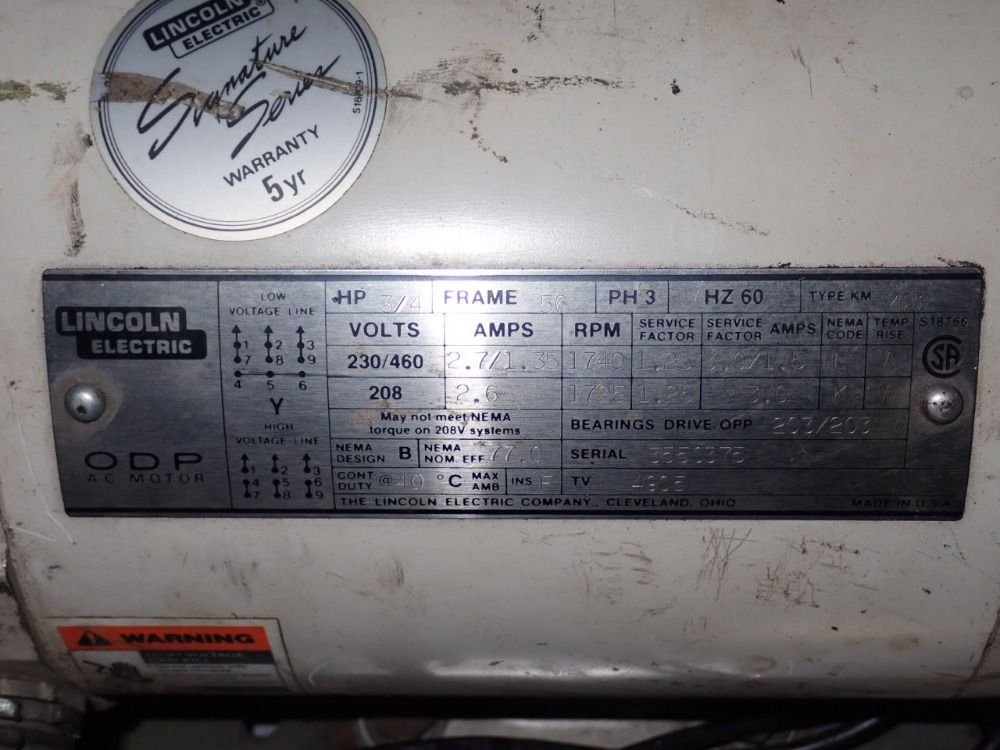 LINCOLN
ELECTRIC
Signature
Series
WARRANTY
5yr
LINCOLN
ELECTRIC
ODP
AC MOTOR
LOW
VOLTAGE LINE
1 2 3
7 8 9
4 5 6
Y
HIGH
VOLTAGE LINE
1 2 3
4 5 6
7 8 9
HP 3/4 FRAME 56 PH 3 HZ 60 TYPE KM
VOLTS AMPS RPM SERVICE FACTOR SERVICE FACTOR AMPS NEMA CODE TEMP RISE S18766
230/460 2.7/1.35 1740 1.25
208 2.6 1725 1.25 3.0 K
May not meet NEMA
torque on 208V systems
BEARINGS DRIVE/OPP 203/203
NEMA DESIGN B NEMA NOM. EFF. 77.0 SERIAL
CONT DUTY @ 40 °C MAX AMB INS F TV
THE LINCOLN ELECTRIC COMPANY., CLEVELAND, OHIO MADE IN U.S.A.
WARNING
HIGH VOLTAGE